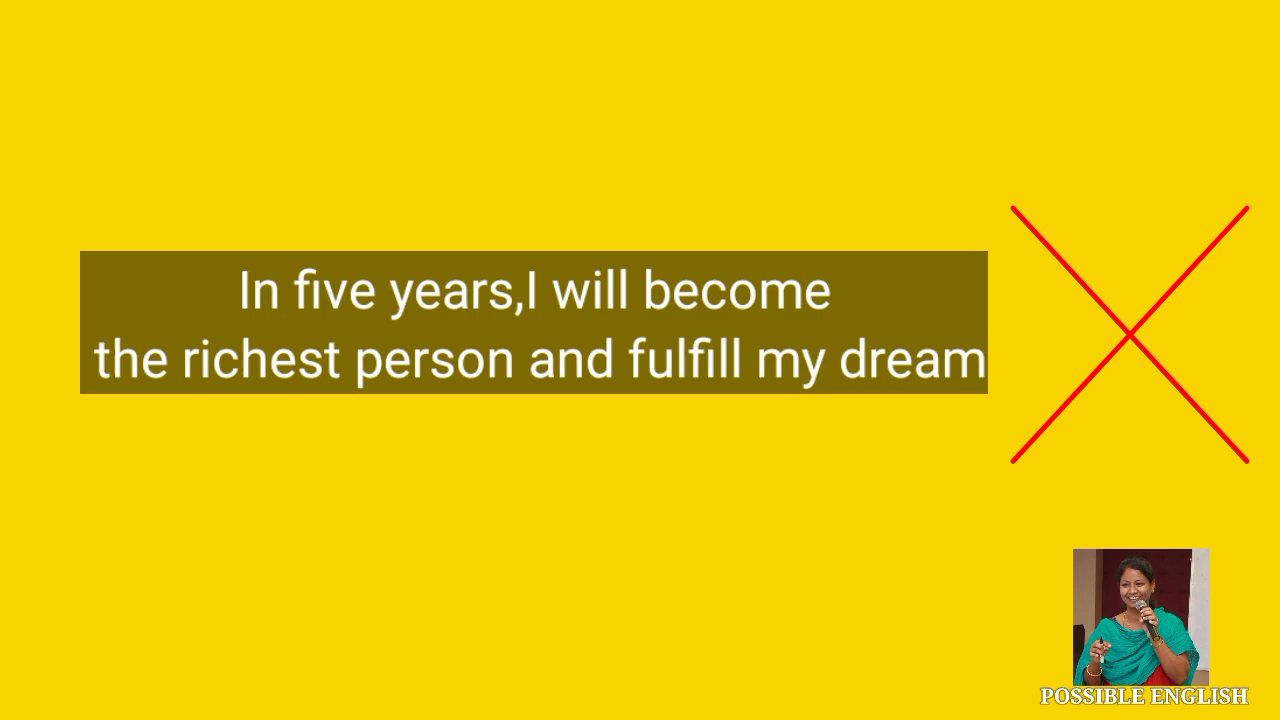 In five years,I will become
the richest person and fulfill my dream
POSSIBLE ENGLISH